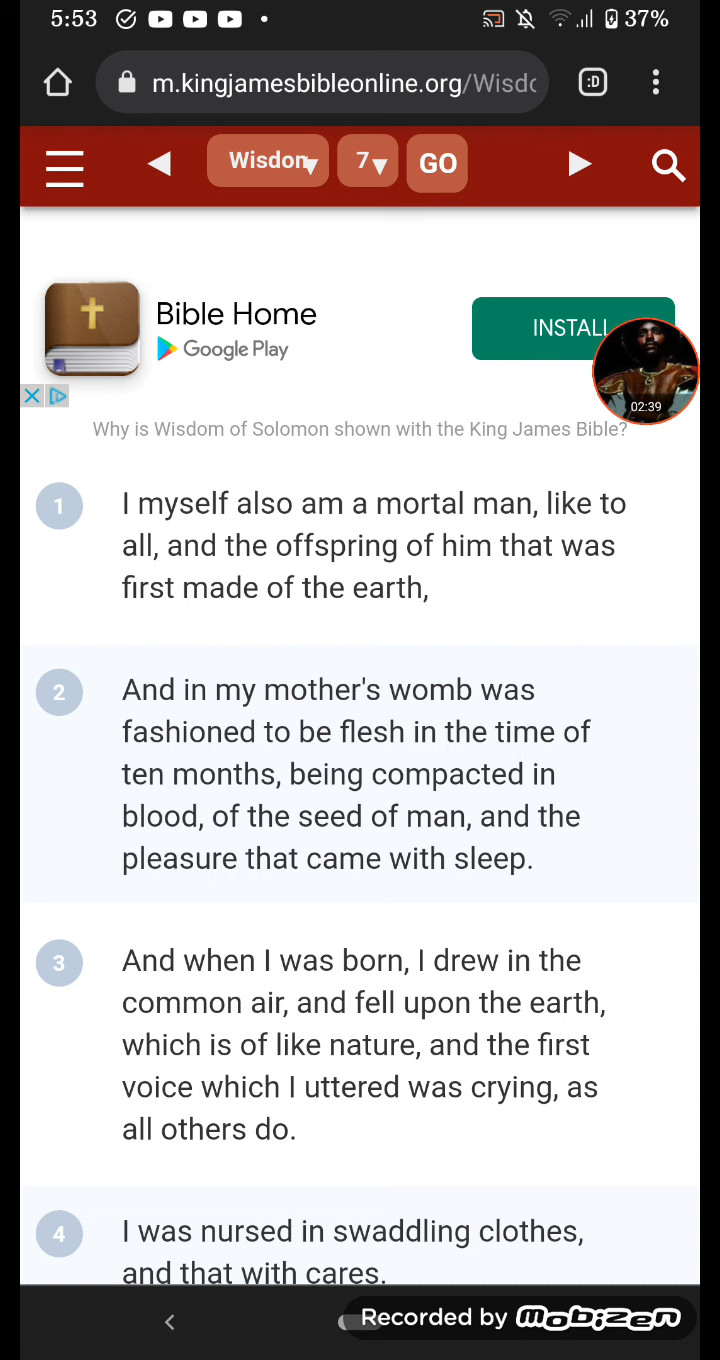 5:53 37%
m.kingjamesbibleonline.org/Wisdo
:D
Wisdom 7 GO
Bible Home
Google Play
INSTALL
02:39
Why is Wisdom of Solomon shown with the King James Bible?
1 I myself also am a mortal man, like to
all, and the offspring of him that was
first made of the earth,
2 And in my mother's womb was
fashioned to be flesh in the time of
ten months, being compacted in
blood, of the seed of man, and the
pleasure that came with sleep.
3 And when I was born, I drew in the
common air, and fell upon the earth,
which is of like nature, and the first
voice which I uttered was crying, as
all others do.
4 I was nursed in swaddling clothes,
and that with cares.
Recorded by mobizen